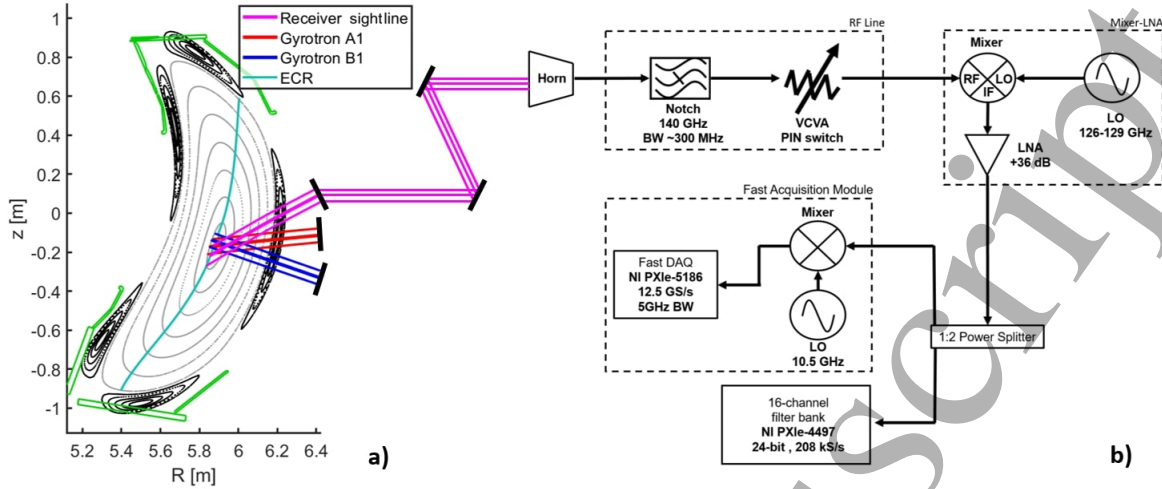 Receiver sightline
Gyrotron A1
Gyrotron B1
ECR
1
0.8
0.6
0.4
0.2
0
-0.2
-0.4
-0.6
-0.8
-1
z [m]
5.2 5.4 5.6 5.8 6 6.2 6.4
R [m]
a)
RF Line
Horn
Notch
140 GHz
BW ~300 MHz
VCVA
PIN switch
Mixer-LNA
Mixer
RF LO
IF
LO
126-129 GHz
LNA
+36 dB
Fast Acquisition Module
Mixer
Fast DAQ
NI PXIe-5186
12.5 GS/s
5GHz BW
LO
10.5 GHz
1:2 Power Splitter
16-channel
filter bank
NI PXIe-4497
24-bit , 208 kS/s
b)
script